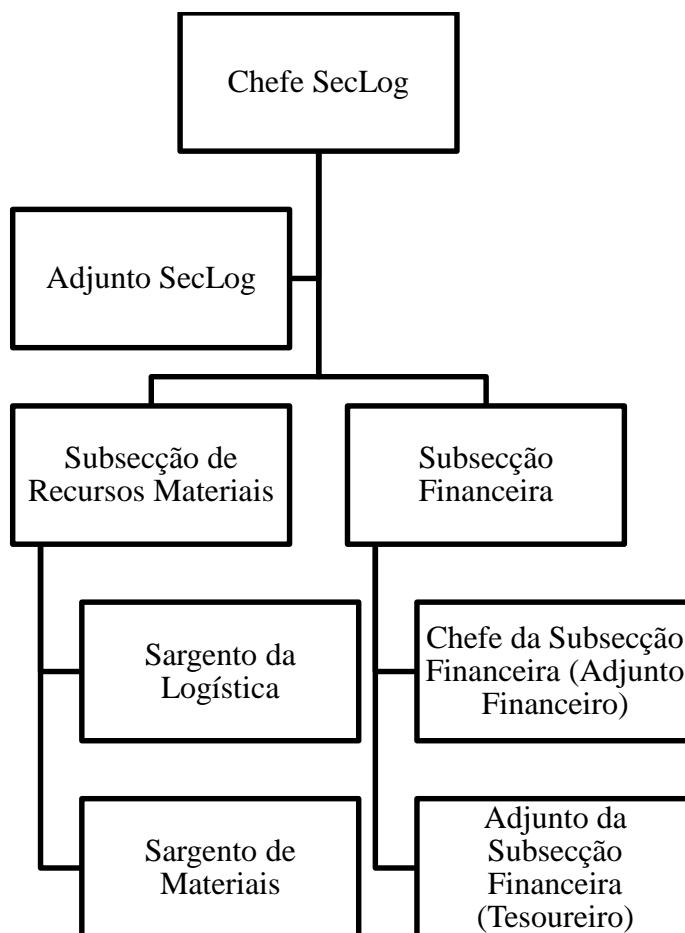 Chefe SecLog
Adjunto SecLog
Subsecção de
Recursos Materiais
Subsecção
Financeira
Sargento da
Logística
Chefe da Subsecção
Financeira (Adjunto
Financeiro)
Sargento de
Materiais
Adjunto da
Subsecção
Financeira
(Tesoureiro)